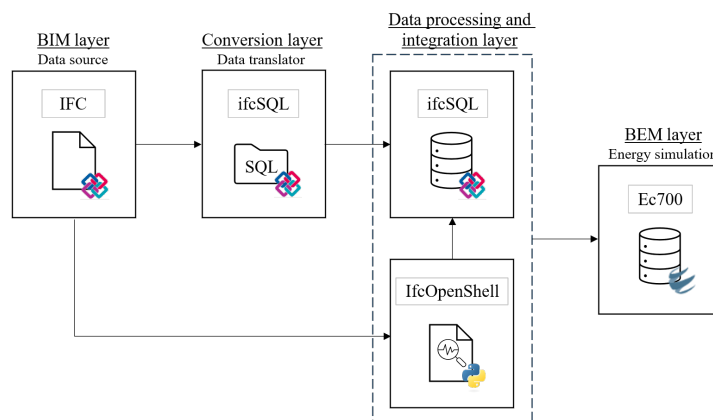 BIM layer
Data source
IFC
Conversion layer
Data translator
ifcSQL
SQL
Data processing and
integration layer
ifcSQL
IfcOpenShell
BEM layer
Energy simulation
Ec700